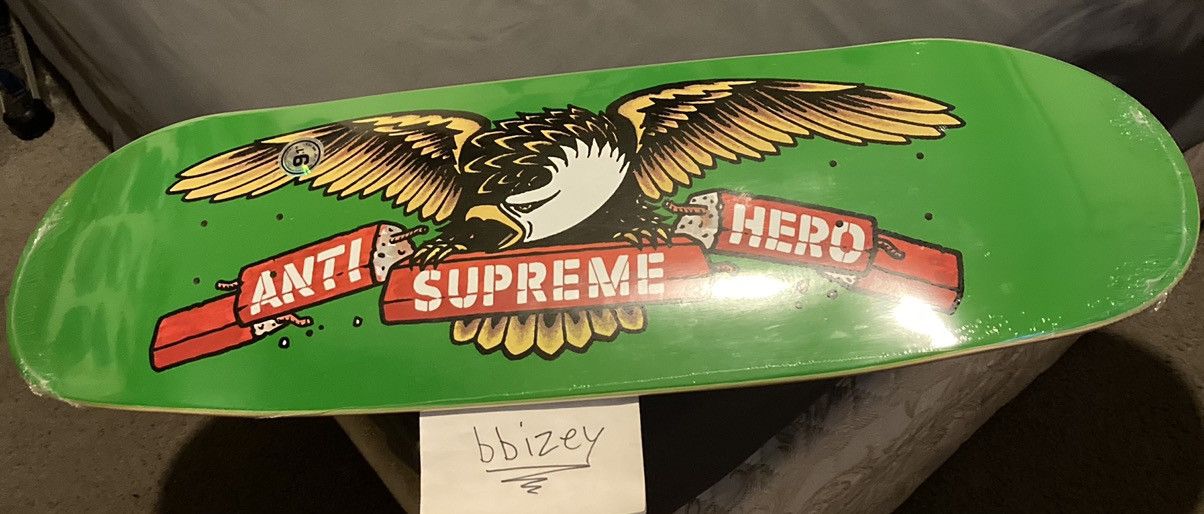 ANTI
SUPREME
HERO
bbizey